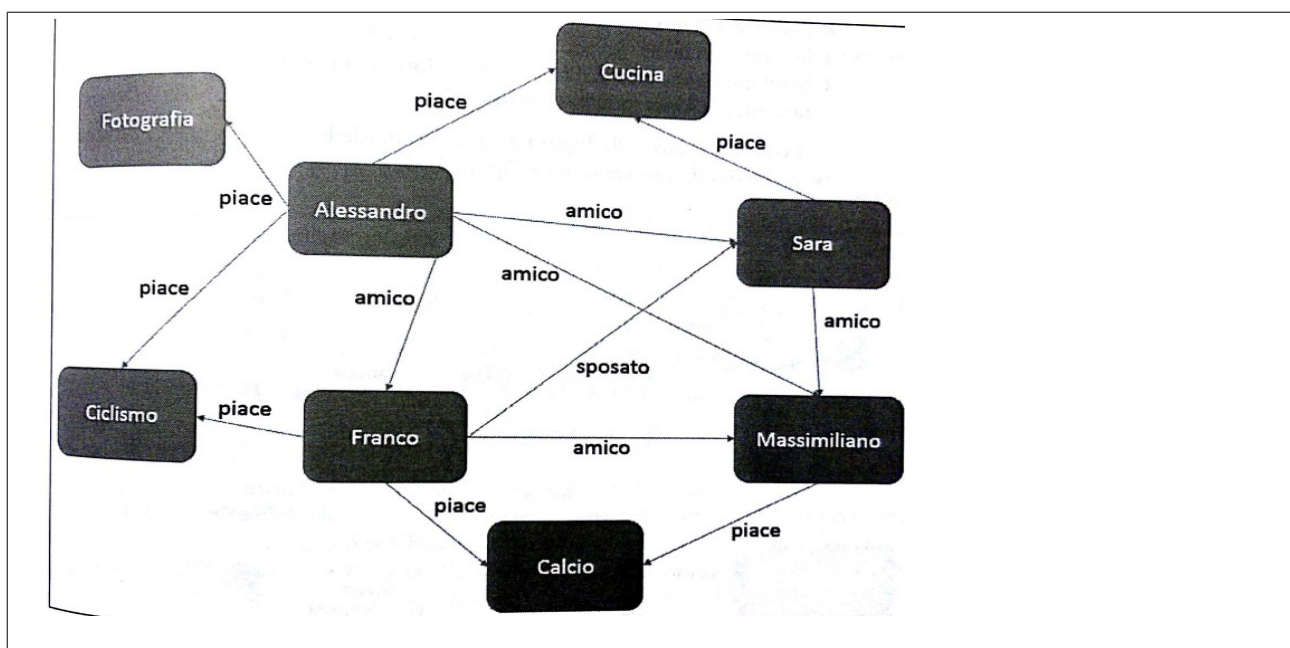 Cucina
Fotografia
piace
piace
piace
Alessandro
amico
Sara
piace
amico
amico
amico
sposato
Ciclismo
piace
Franco
amico
Massimiliano
piace
piace
Calcio